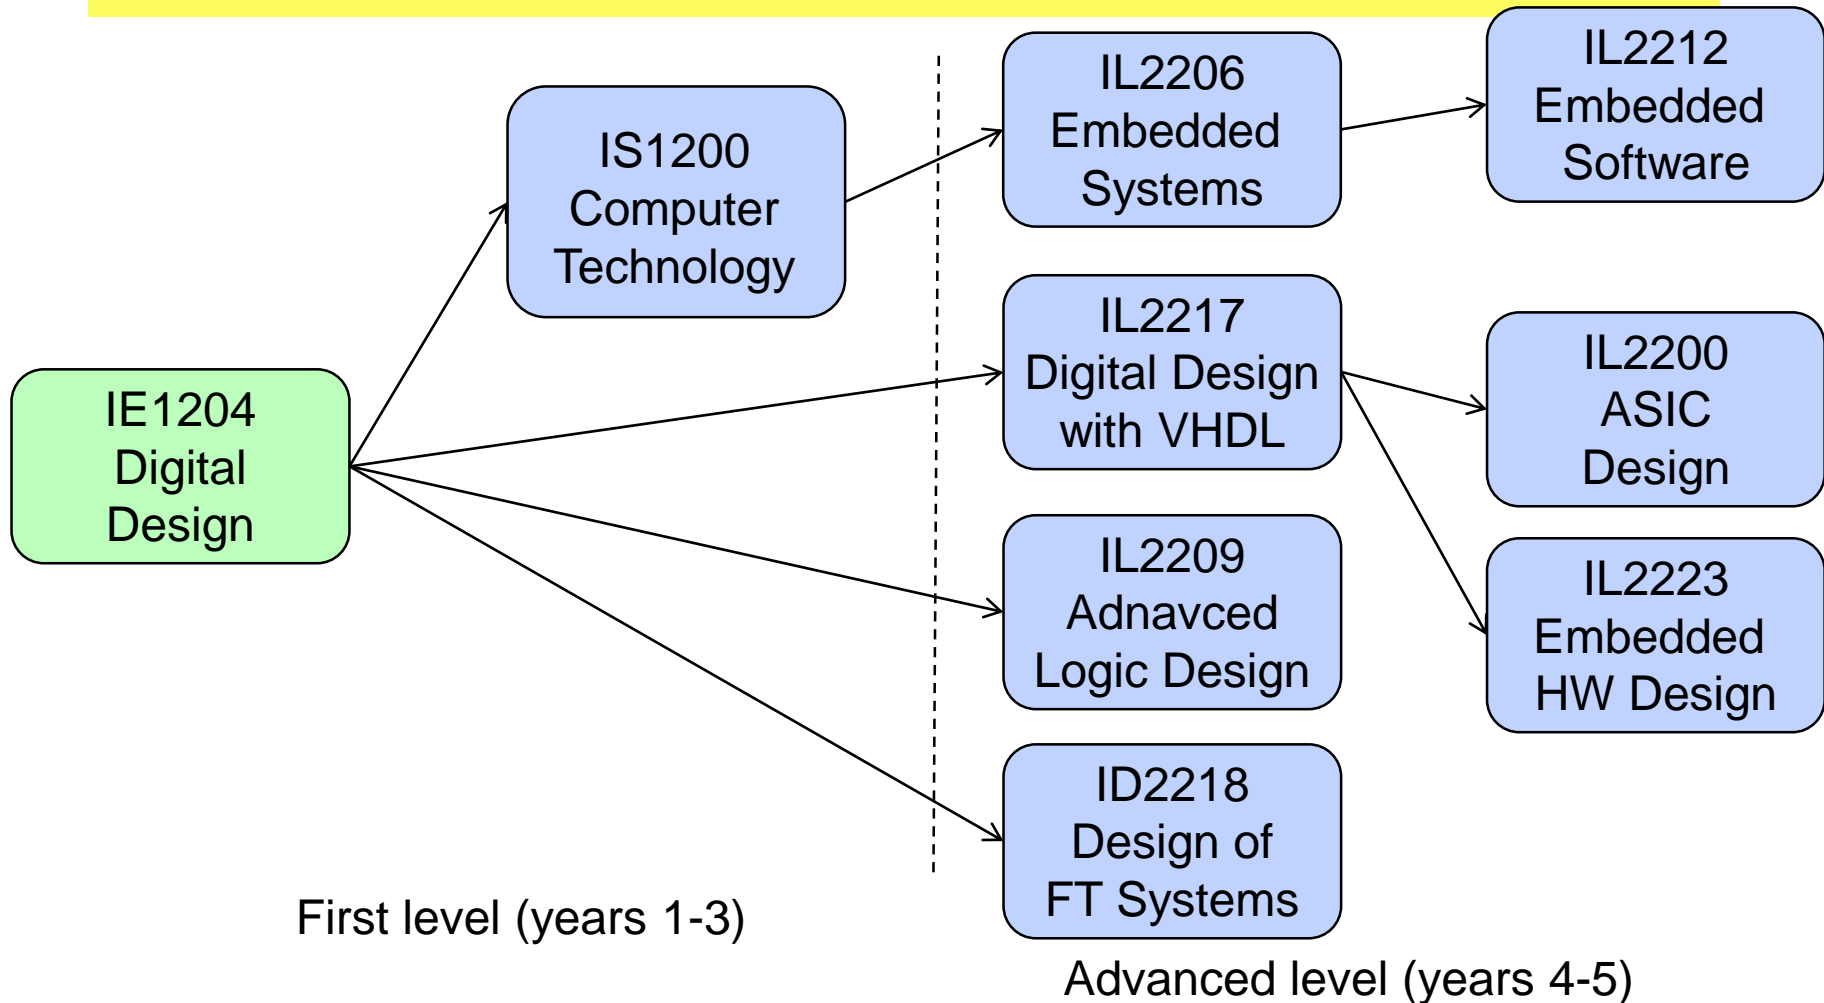 IE1204
Digital
Design
IS1200
Computer
Technology
IL2206
Embedded
Systems
IL2212
Embedded
Software
IL2217
Digital Design
with VHDL
IL2200
ASIC
Design
IL2209
Adnavced
Logic Design
IL2223
Embedded
HW Design
ID2218
Design of
FT Systems
First level (years 1-3)
Advanced level (years 4-5)